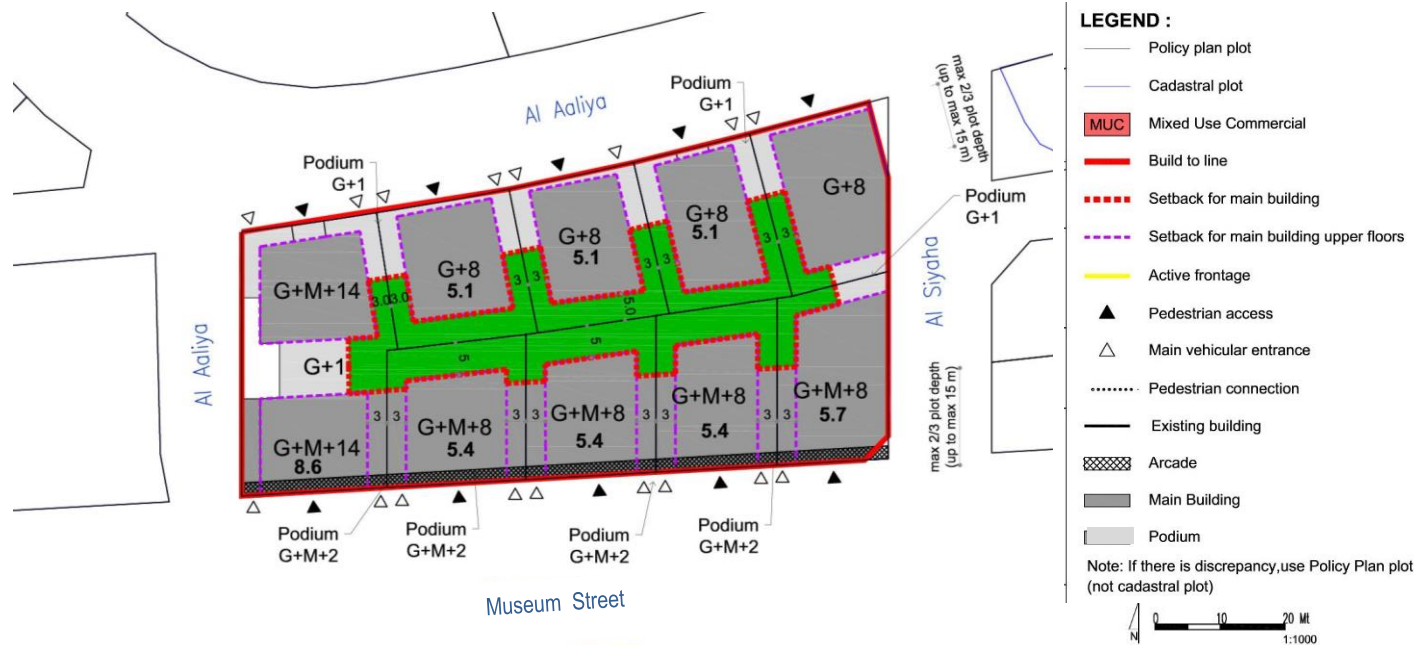 Al Aaliya
Podium
G+1
max 2/3 plot depth
(up to max 15 m)
Podium
G+1
G+8
Podium
G+1
G+8
5.1
G+8
5.1
G+8
5.1
G+M+14
3 3
3 3
3 3
3.0 3.0
5.0
5
5
Al Siyaha
Al Aaliya
G+1
max 2/3 plot depth
(up to max 15 m)
G+M+14
8.6
3 3
G+M+8
5.4
3 3
G+M+8
5.4
3 3
G+M+8
5.4
3 3
G+M+8
5.7
Podium
G+M+2
Podium
G+M+2
Podium
G+M+2
Podium
G+M+2
Museum Street
LEGEND :
Policy plan plot
Cadastral plot
MUC Mixed Use Commercial
Build to line
Setback for main building
Setback for main building upper floors
Active frontage
Pedestrian access
Main vehicular entrance
Pedestrian connection
Existing building
Arcade
Main Building
Podium
Note: If there is discrepancy,use Policy Plan plot
(not cadastral plot)
N
0 10 20 Mt
1:1000